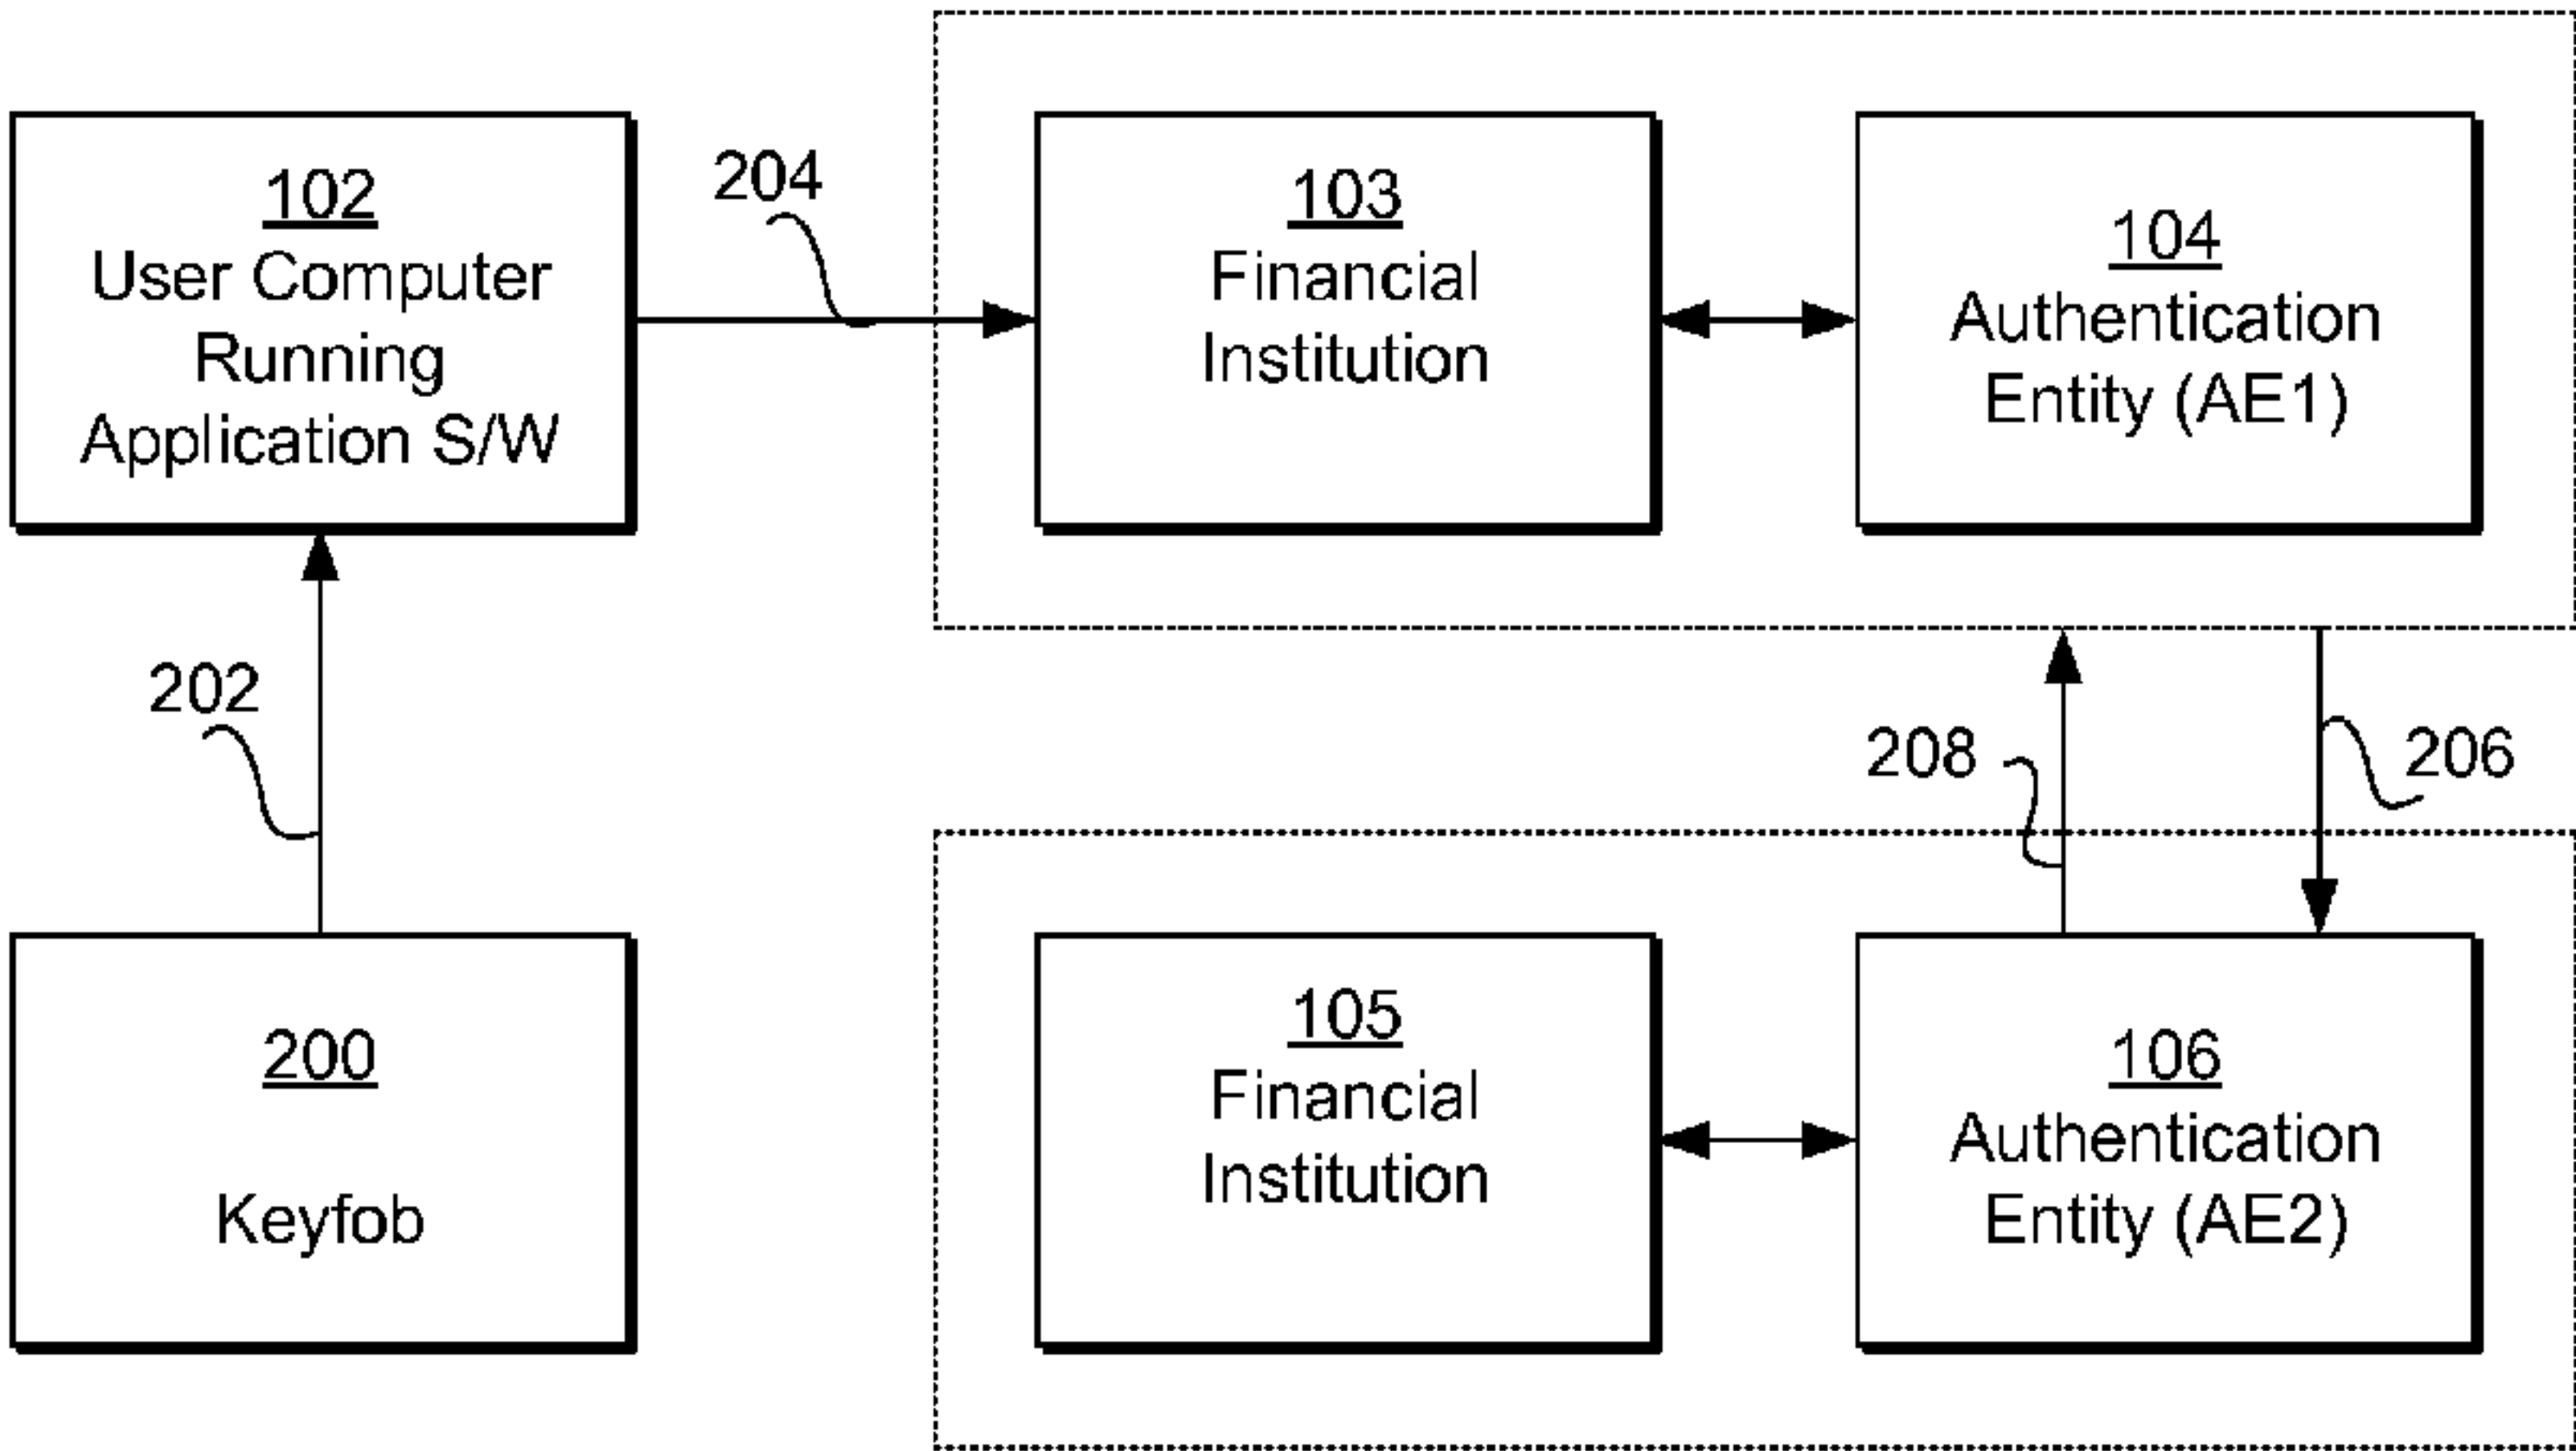 102
User Computer
Running
Application S/W
204
103
Financial
Institution
104
Authentication
Entity (AE1)
202
208
206
200
Keyfob
105
Financial
Institution
106
Authentication
Entity (AE2)